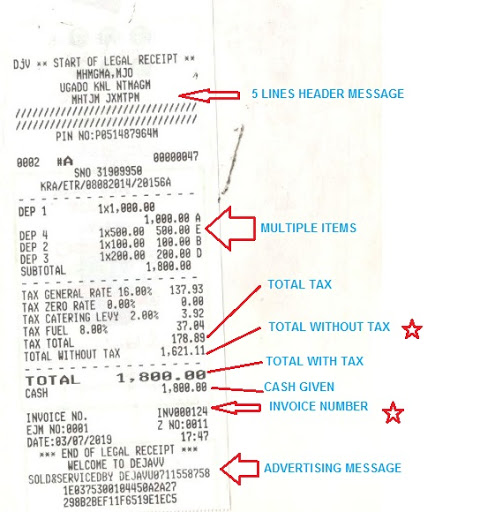 DjV ** START OF LEGAL RECEIPT **
MHMGMA,MJO
UGADO KNL NTMAGM
MHTJM JXMTPM
5 LINES HEADER MESSAGE
////////////////////////////////////
////////////////////////////////////
PIN NO:P051487964M
0002 #A 00000047
SNO 31909950
KRA/ETR/08082014/20156A
DEP 1 1x1,000.00
1,000.00 A
DEP 4 1x500.00 500.00 E
MULTIPLE ITEMS
DEP 2 1x100.00 100.00 B
DEP 3 1x200.00 200.00 D
SUBTOTAL 1,800.00
TAX GENERAL RATE 16.00% 137.93
TOTAL TAX
TAX ZERO RATE 0.00% 0.00
TAX CATERING LEVY 2.00% 3.92
TAX FUEL 8.00% 37.04
TOTAL WITHOUT TAX
TAX TOTAL 178.89
TOTAL WITHOUT TAX 1,621.11
TOTAL WITH TAX
TOTAL 1,800.00
CASH 1,800.00
CASH GIVEN
INVOICE NUMBER
INVOICE NO. INV000124
EJM NO:0001 Z NO:0011
DATE:03/07/2019 17:47
*** END OF LEGAL RECEIPT ***
WELCOME TO DEJAVV
ADVERTISING MESSAGE
SOLD&SERVICEDBY DEJAVU0711550758
1E0375300104450A2A27
298B2BEF11F6519E1EC5